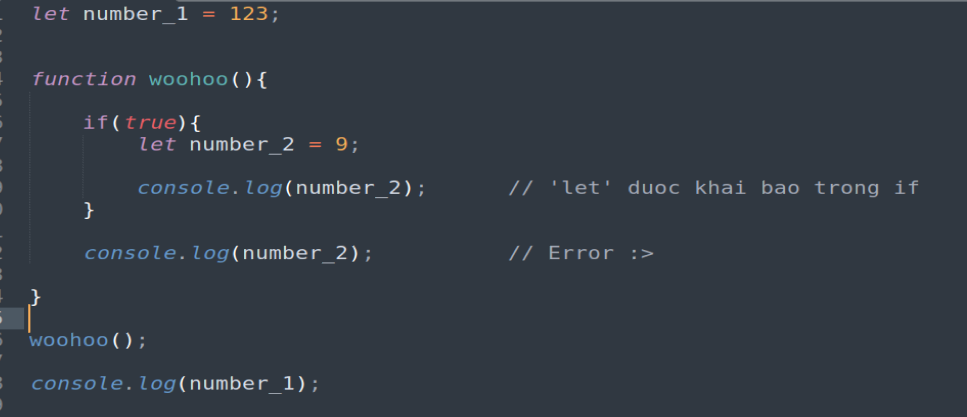 let number_1 = 123;
function woohoo(){
if(true){
let number_2 = 9;
console.log(number_2); // 'let' duoc khai bao trong if
}
console.log(number_2); // Error :>
}
woohoo();
console.log(number_1);